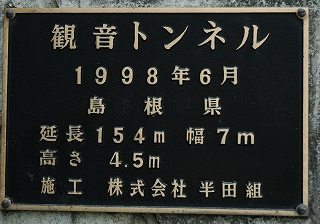 観音トンネル
1998年6月
島根県
延長154m 幅7m
高さ 4.5m
施工 株式会社 半田組